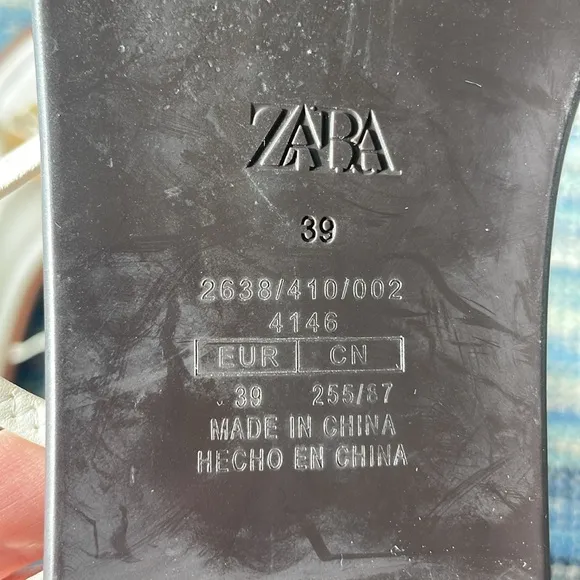 ZARA
39
2638/410/002
4146
EUR CN
39 255/87
MADE IN CHINA
HECHO EN CHINA